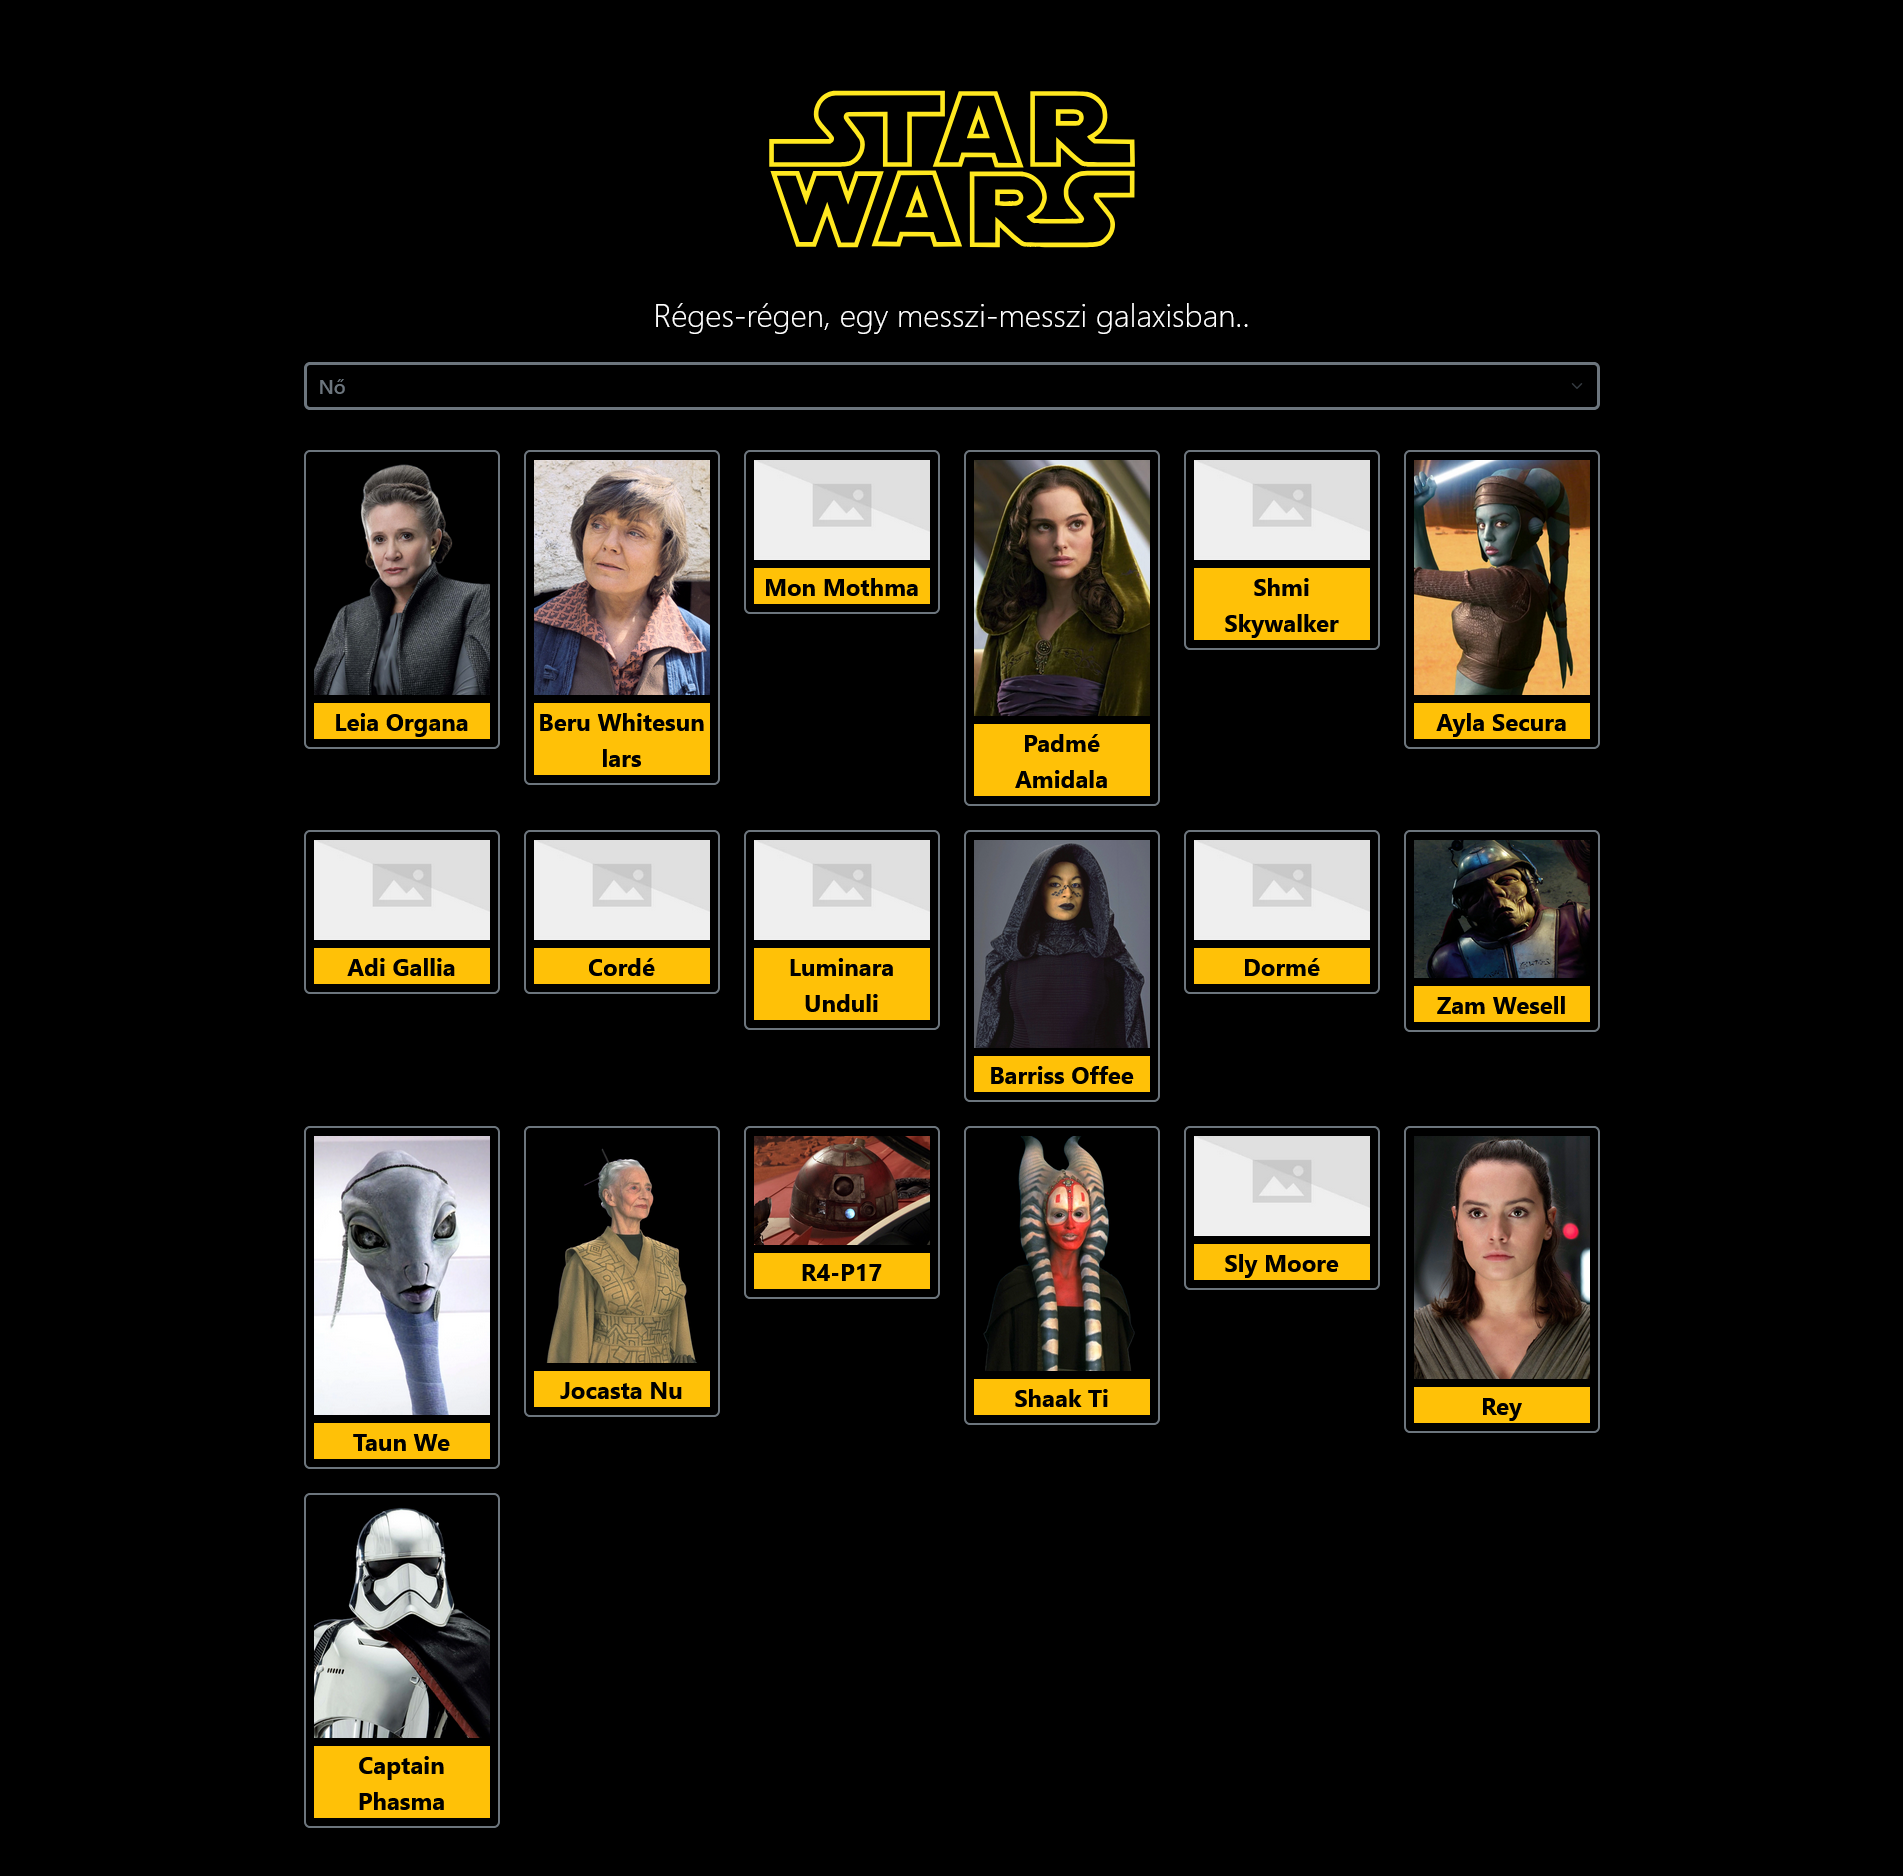 STAR
WARS
Réges-régen, egy messzi-messzi galaxisban..
Nő
Leia Organa
Beru Whitesun
lars
Mon Mothma
Padmé
Amidala
Shmi
Skywalker
Ayla Secura
Adi Gallia
Cordé
Luminara
Unduli
Barriss Offee
Dormé
Zam Wesell
Taun We
Jocasta Nu
R4-P17
Shaak Ti
Sly Moore
Rey
Captain
Phasma